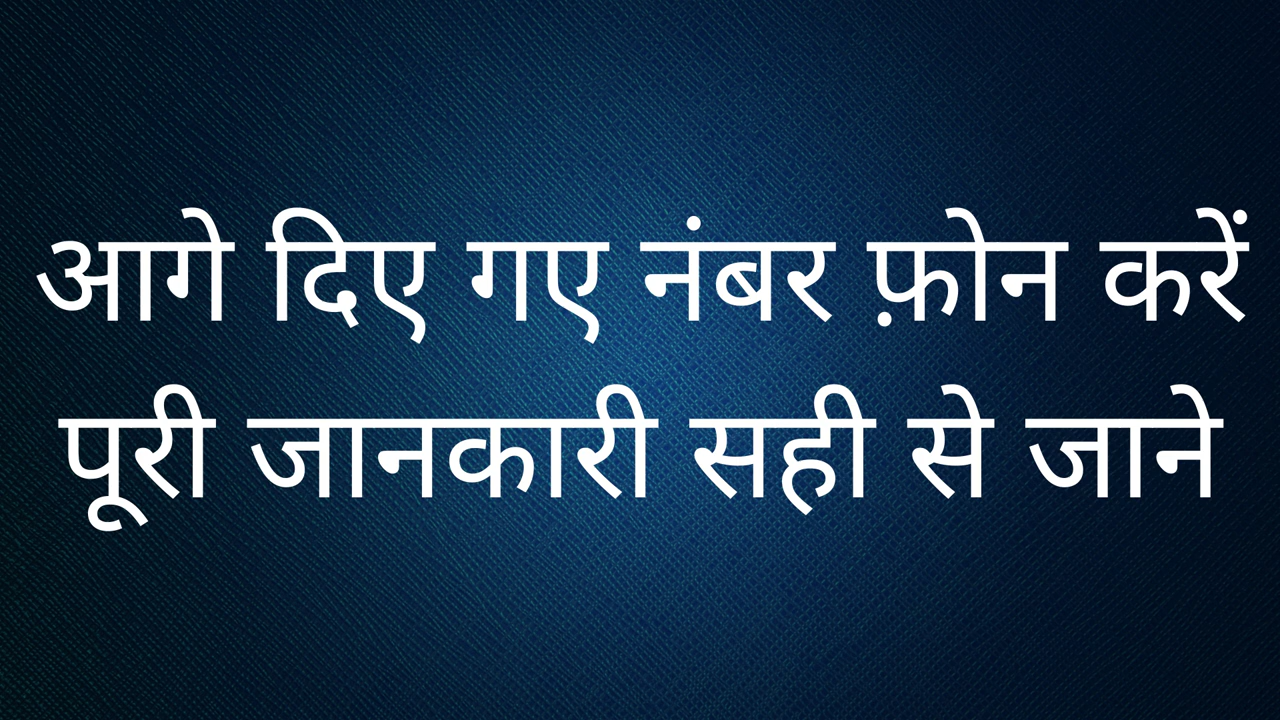 आगे दिए गए नंबर फ़ोन करें
पूरी जानकारी सही से जाने